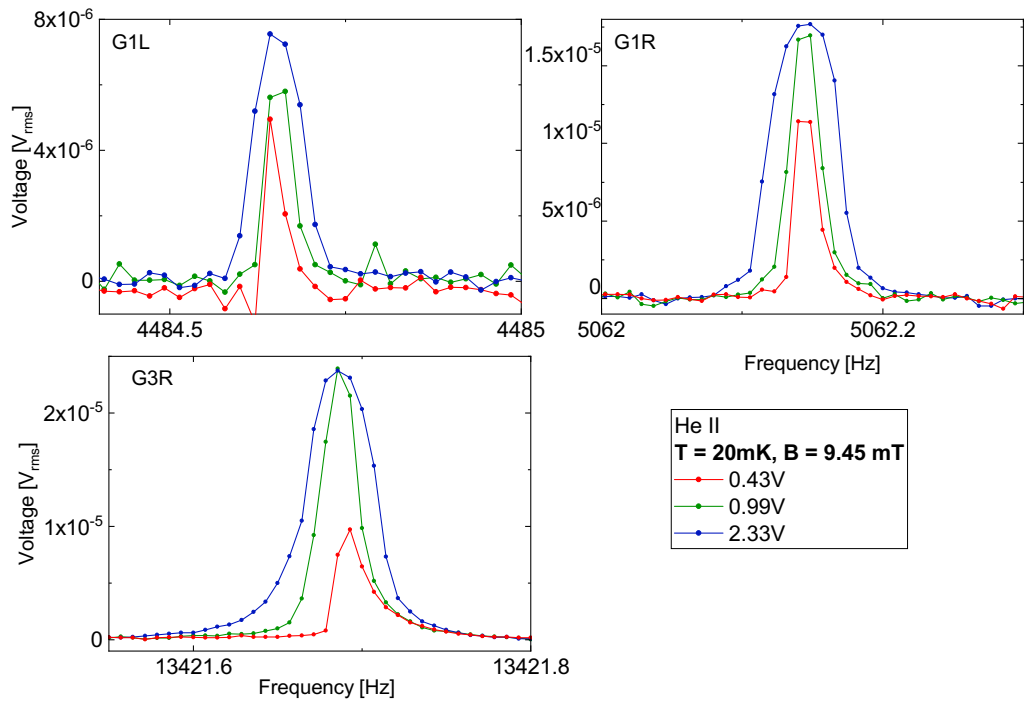 G1L
Voltage [Vrms]
8x10-6
4x10-6
0
4484.5
4485
G1R
1.5x10-5
1x10-5
5x10-6
0
5062
5062.2
Frequency [Hz]
G3R
Voltage [Vrms]
2x10-5
1x10-5
0
13421.6
13421.8
Frequency [Hz]
He II
T = 20mK, B = 9.45 mT
0.43V
0.99V
2.33V